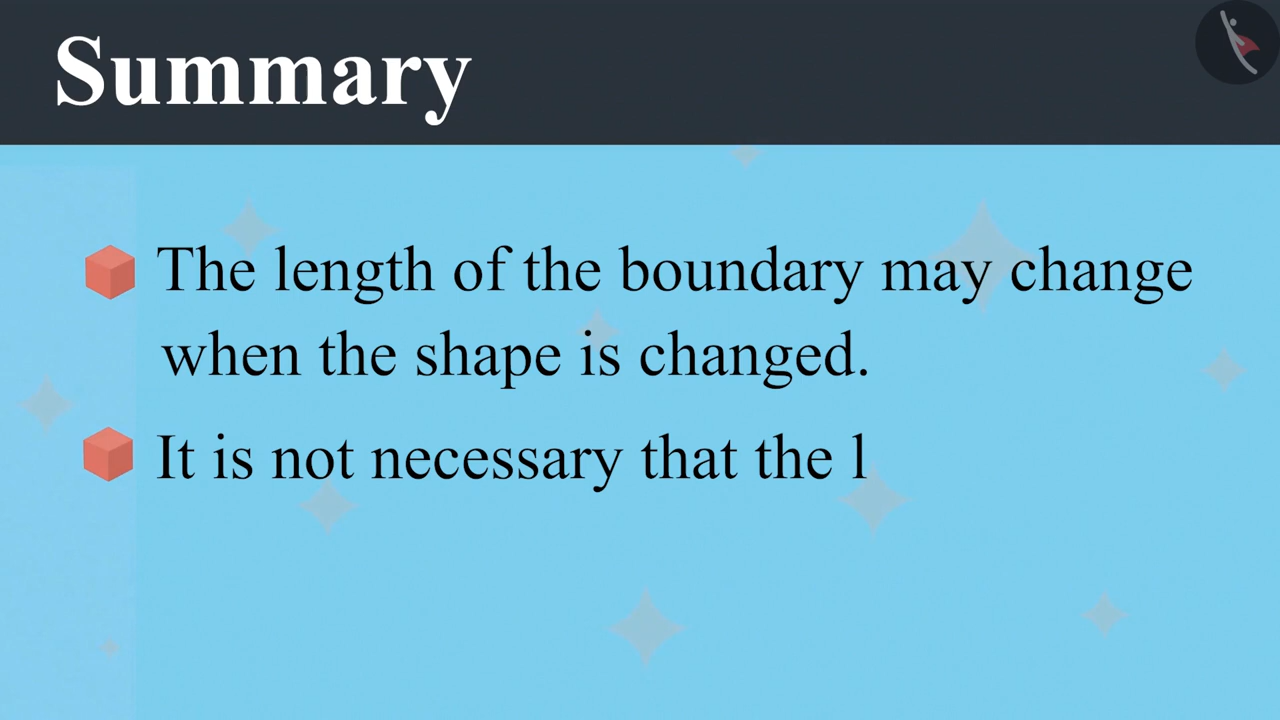 Summary
The length of the boundary may change
when the shape is changed.
It is not necessary that the l